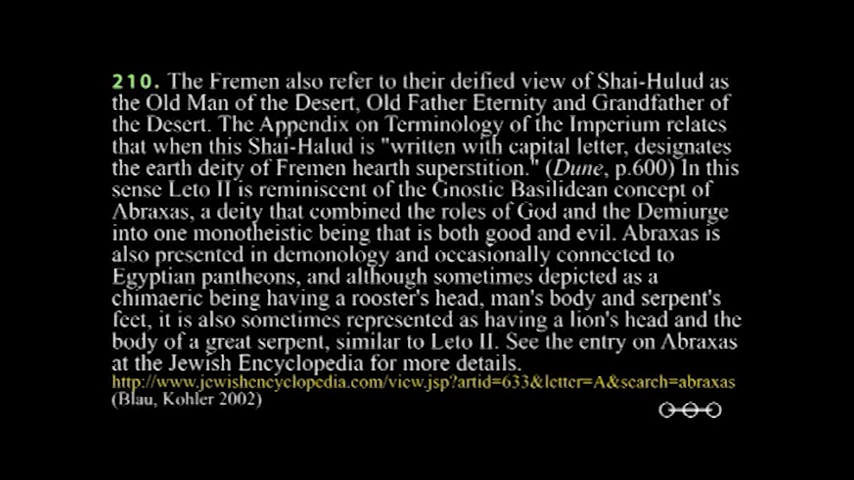 210. The Fremen also refer to their deified view of Shai-Hulud as
the Old Man of the Desert, Old Father Eternity and Grandfather of
the Desert. The Appendix on Terminology of the Imperium relates
that when this Shai-Halud is "written with capital letter, designates
the earth deity of Fremen hearth superstition." (Dune, p.600) In this
sense Leto II is reminiscent of the Gnostic Basilidean concept of
Abraxas, a deity that combined the roles of God and the Demiurge
into one monotheistic being that is both good and evil. Abraxas is
also presented in demonology and occasionally connected to
Egyptian pantheons, and although sometimes depicted as a
chimaeric being having a rooster's head, man's body and serpent's
feet, it is also sometimes represented as having a lion's head and the
body of a great serpent, similar to Leto II. See the entry on Abraxas
at the Jewish Encyclopedia for more details.
http://www.jewishencyclopedia.com/view.jsp?artid=633&letter=A&search=abraxas
(Blau, Kohler 2002)